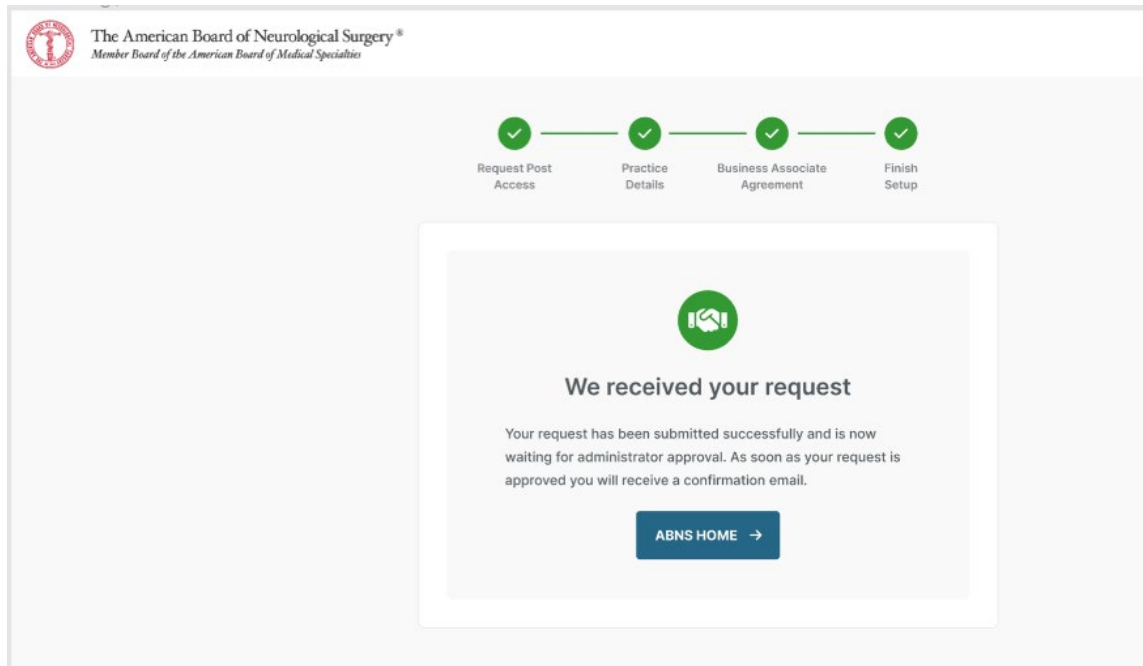 The American Board of Neurological Surgery ®
Member Board of the American Board of Medical Specialties
Request Post
Access
Practice
Details
Business Associate
Agreement
Finish
Setup
We received your request
Your request has been submitted successfully and is now
waiting for administrator approval. As soon as your request is
approved you will receive a confirmation email.
ABNS HOME →